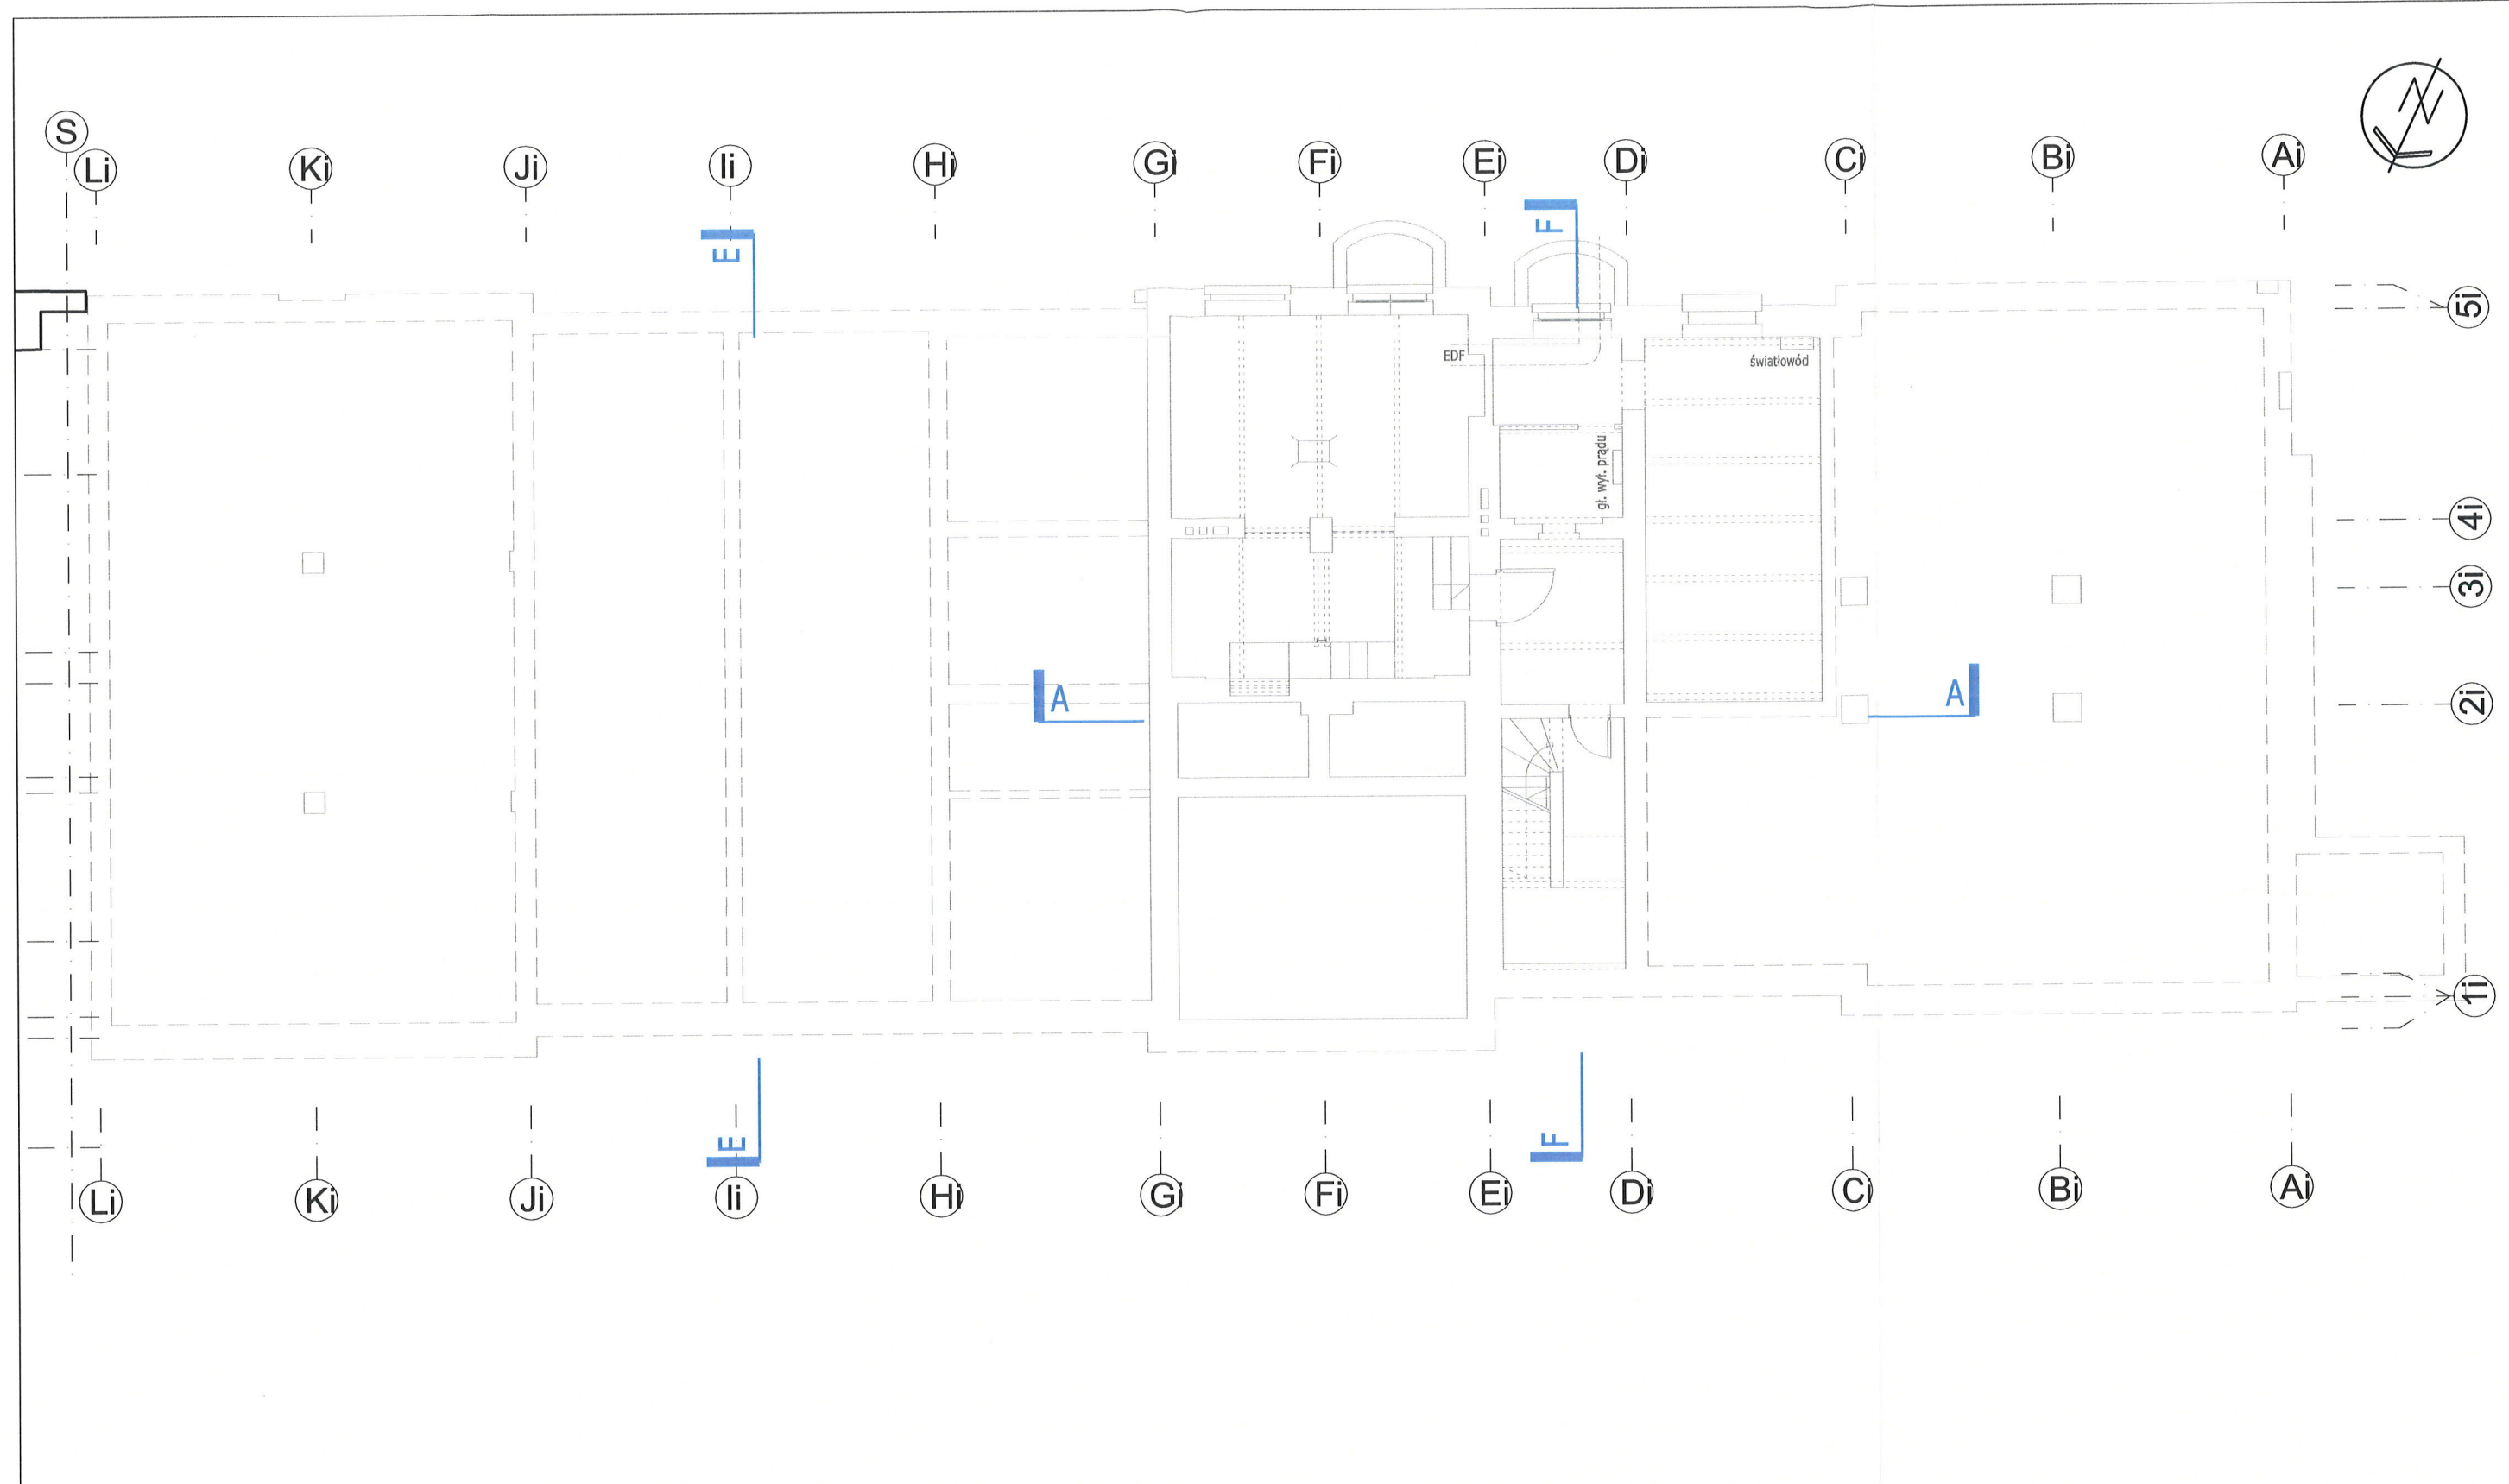 S
Li
Ki
Ji
Ii
Hi
Gi
Fi
Ei
Di
Ci
Bi
Ai
N
E
F
5i
EDF
światłowód
gł. wył. prądu
4i
3i
A
A
2i
1i
E
F
Li
Ki
Ji
Ii
Hi
Gi
Fi
Ei
Di
Ci
Bi
Ai